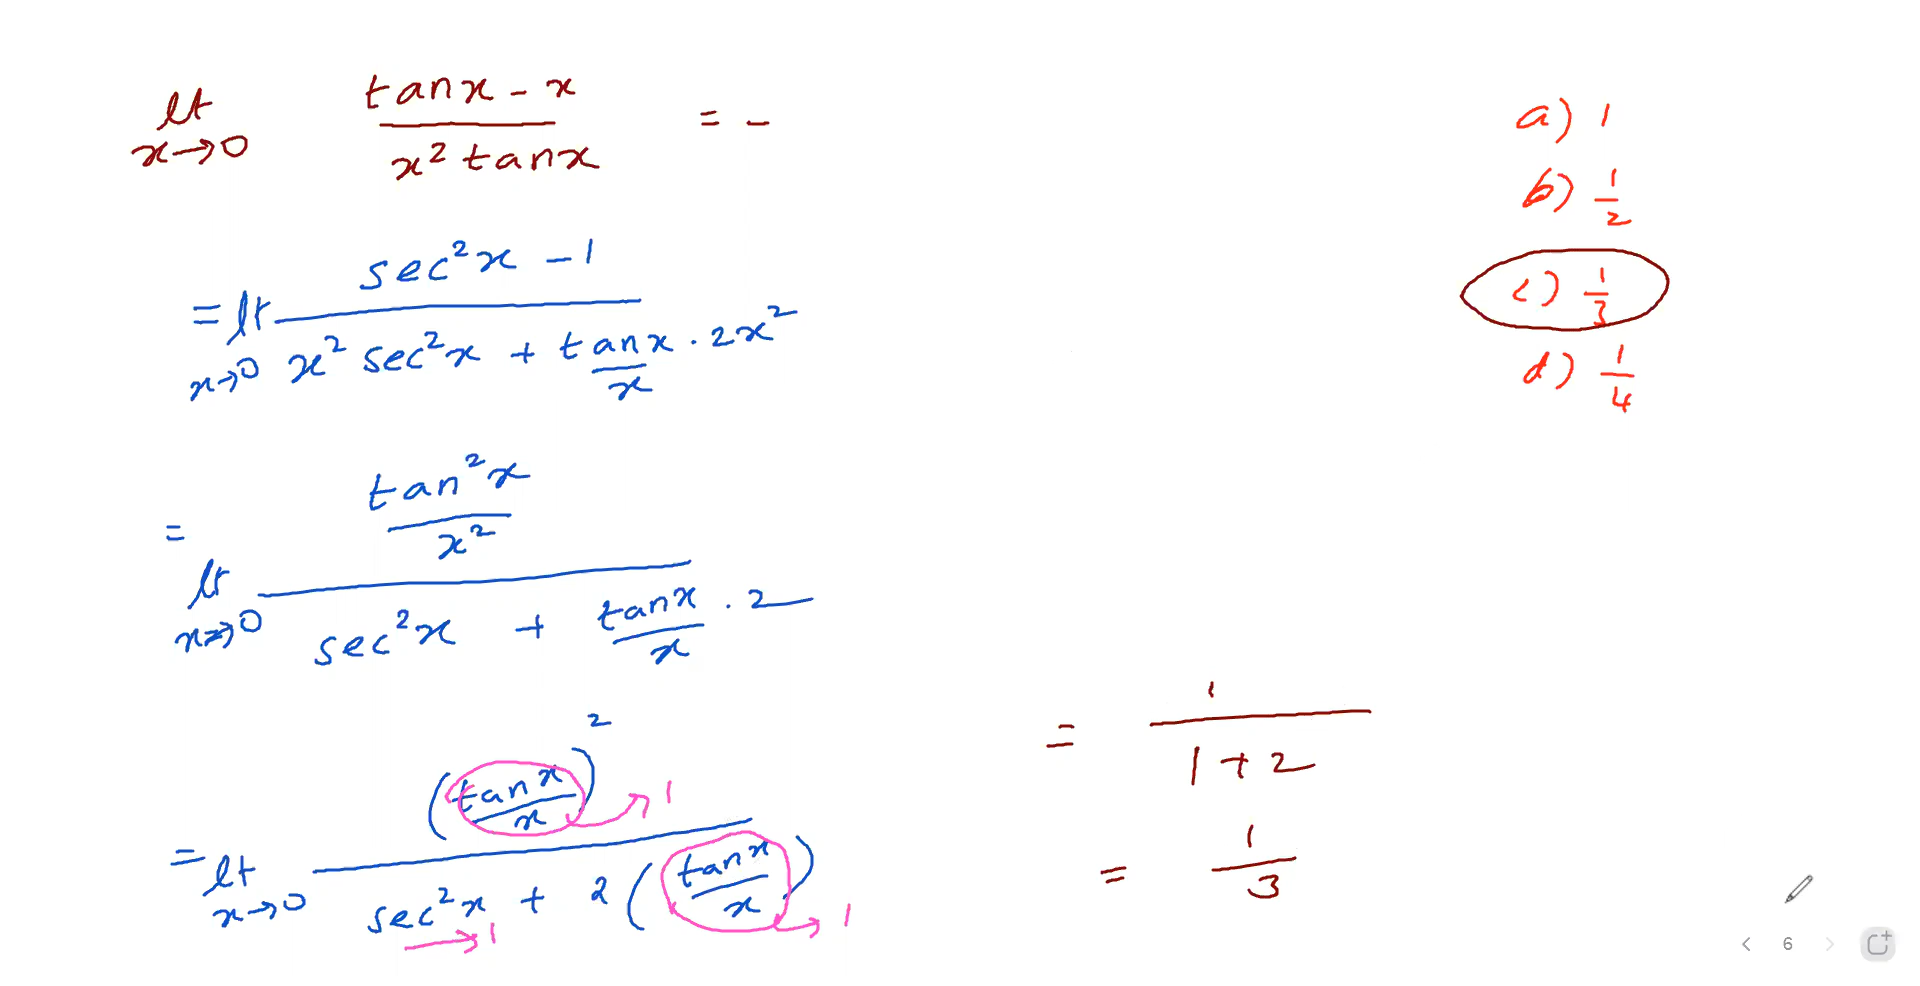 lt x→0 (tanx - x)/(x² tanx) = -
= lt x→0 (sec²x - 1)/(x² sec²x + (tanx/x) · 2x²)
= lt x→0 (tan²x/x²)/(sec²x + (tanx/x) · 2)
= lt x→0 (tanx/x)² → 1 / (sec²x → 1 + 2 (tanx/x) → 1)
= 1/(1+2)
= 1/3
a) 1
b) 1/2
c) 1/3
d) 1/4
< 6 >